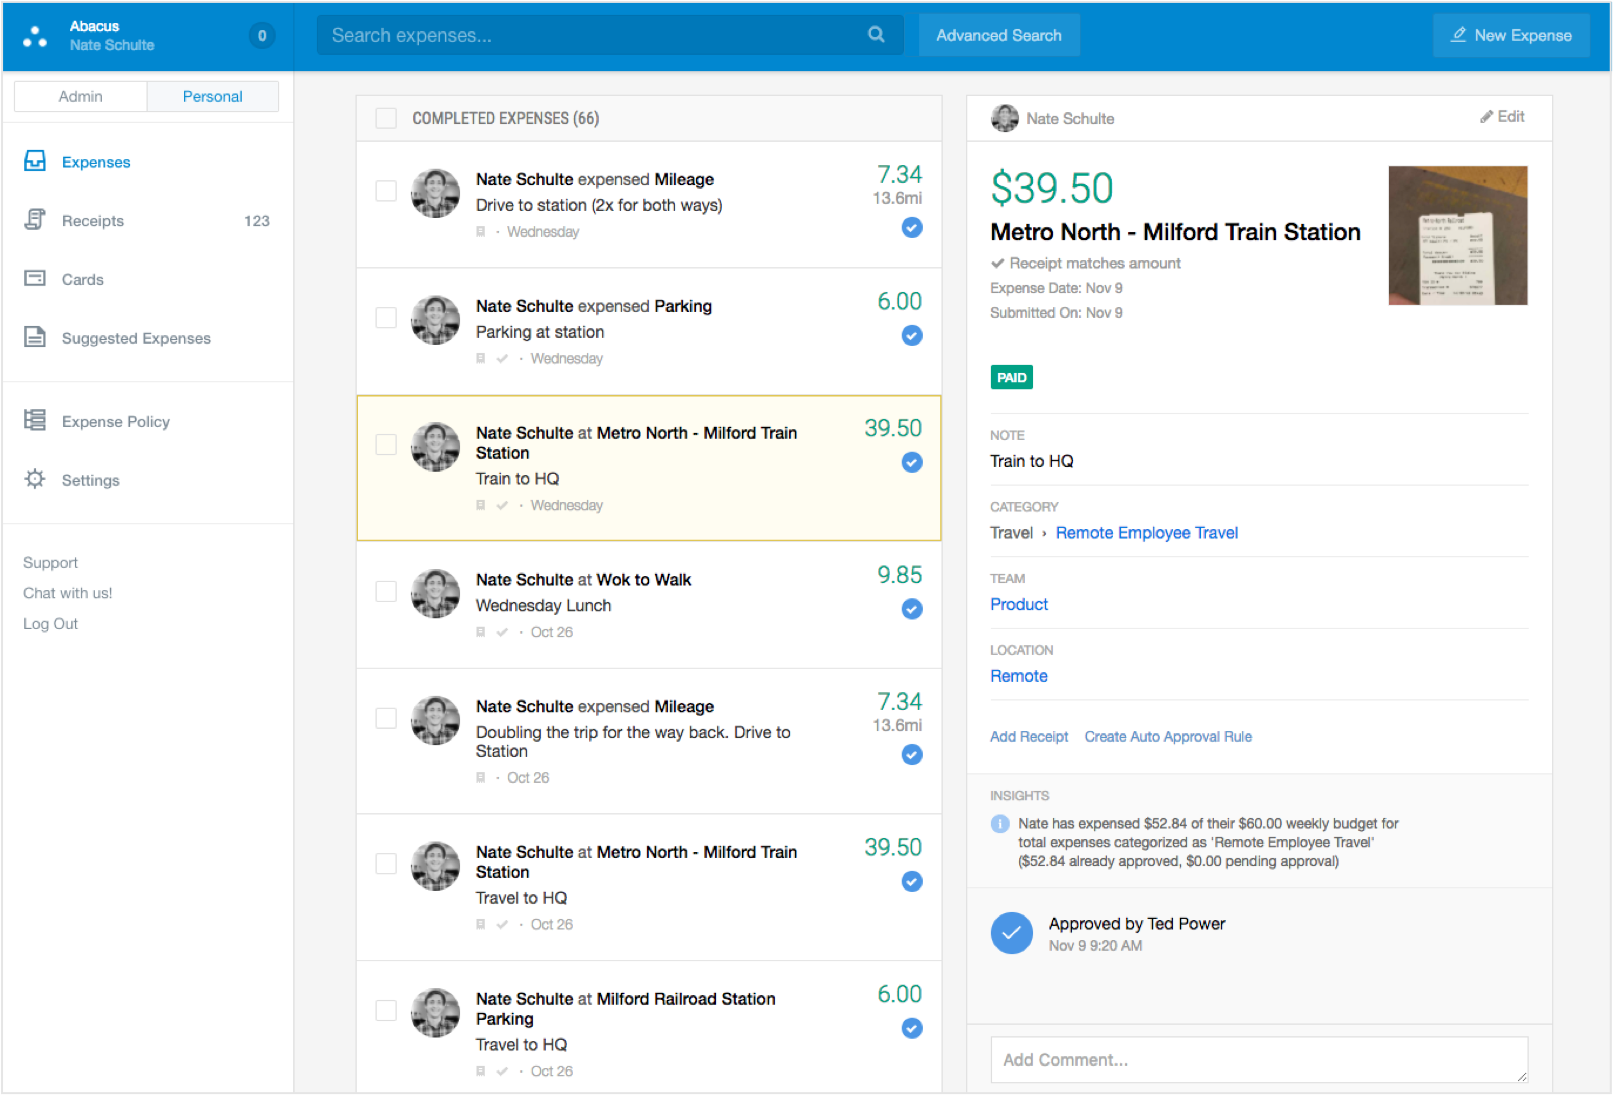 Abacus
Nate Schulte
0
Search expenses...
Advanced Search
New Expense
Admin
Personal
Expenses
Receipts 123
Cards
Suggested Expenses
Expense Policy
Settings
Support
Chat with us!
Log Out
COMPLETED EXPENSES (66)
Nate Schulte expensed Mileage
7.34
Drive to station (2x for both ways)
13.6mi
· Wednesday
Nate Schulte expensed Parking
6.00
Parking at station
· Wednesday
Nate Schulte at Metro North - Milford Train
Station
39.50
Train to HQ
· Wednesday
Nate Schulte at Wok to Walk
9.85
Wednesday Lunch
· Oct 26
Nate Schulte expensed Mileage
7.34
Doubling the trip for the way back. Drive to
Station
13.6mi
· Oct 26
Nate Schulte at Metro North - Milford Train
Station
39.50
Travel to HQ
· Oct 26
Nate Schulte at Milford Railroad Station
Parking
6.00
Travel to HQ
· Oct 26
Nate Schulte
Edit
$39.50
Metro North - Milford Train Station
Receipt matches amount
Expense Date: Nov 9
Submitted On: Nov 9
PAID
NOTE
Train to HQ
CATEGORY
Travel › Remote Employee Travel
TEAM
Product
LOCATION
Remote
Add Receipt Create Auto Approval Rule
INSIGHTS
Nate has expensed $52.84 of their $60.00 weekly budget for
total expenses categorized as 'Remote Employee Travel'
($52.84 already approved, $0.00 pending approval)
Approved by Ted Power
Nov 9 9:20 AM
Add Comment...